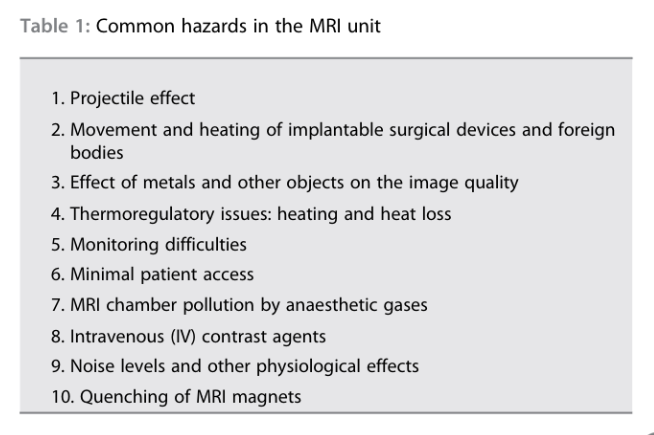 Table 1: Common hazards in the MRI unit
1. Projectile effect
2. Movement and heating of implantable surgical devices and foreign
bodies
3. Effect of metals and other objects on the image quality
4. Thermoregulatory issues: heating and heat loss
5. Monitoring difficulties
6. Minimal patient access
7. MRI chamber pollution by anaesthetic gases
8. Intravenous (IV) contrast agents
9. Noise levels and other physiological effects
10. Quenching of MRI magnets